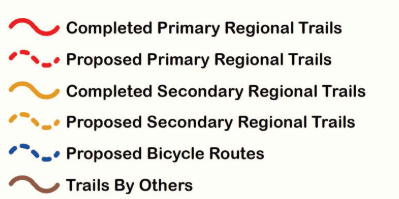 Completed Primary Regional Trails
Proposed Primary Regional Trails
Completed Secondary Regional Trails
Proposed Secondary Regional Trails
Proposed Bicycle Routes
Trails By Others